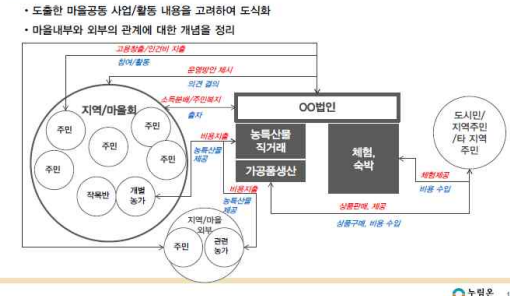 • 도출한 마을공동 사업/활동 내용을 고려하여 도식화
• 마을내부와 외부의 관계에 대한 개념을 정리
고용창출/인건비 지출
참여/활동
운영방안 제시
의견 결의
소득분배/주민복지
출자
OO법인
지역/마을회
주민
주민
주민
주민
주민
작목반
개별
농가
비용지출
농특산물
제공
농특산물
직거래
가공품생산
체험,
숙박
도시민/
지역주민/
타 지역
주민
비용지출
농특산물
제공
체험제공
비용 수입
상품판매, 제공
상품구매, 비용 수입
지역/마을
외부
주민
관련
농가
누림온